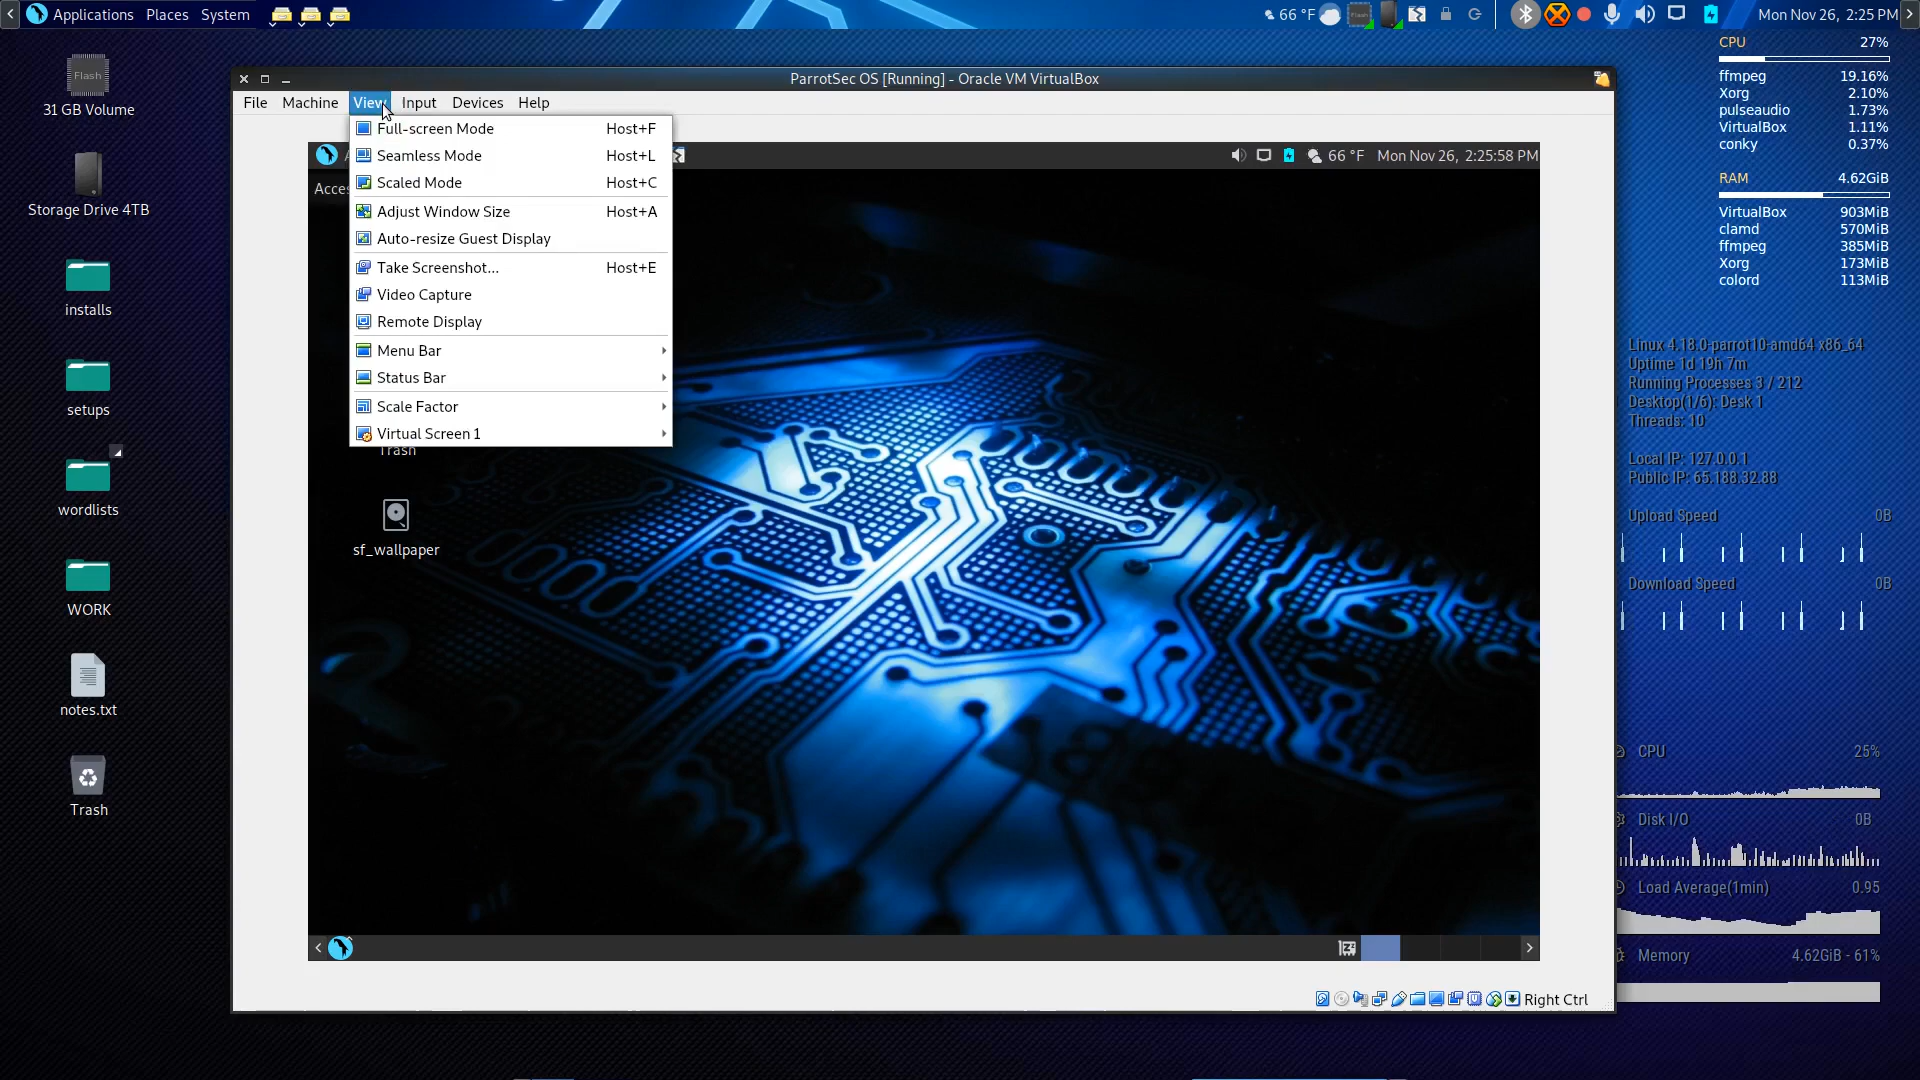 Applications Places System
66 °F
Mon Nov 26, 2:25 PM
Flash
31 GB Volume
Storage Drive 4TB
installs
setups
wordlists
WORK
notes.txt
Trash
ParrotSec OS [Running] - Oracle VM VirtualBox
File Machine View Input Devices Help
Full-screen Mode Host+F
Seamless Mode Host+L
Scaled Mode Host+C
Adjust Window Size Host+A
Auto-resize Guest Display
Take Screenshot... Host+E
Video Capture
Remote Display
Menu Bar
Status Bar
Scale Factor
Virtual Screen 1
66 °F Mon Nov 26, 2:25:58 PM
Trash
sf_wallpaper
Right Ctrl
CPU 27%
ffmpeg 19.16%
Xorg 2.10%
pulseaudio 1.73%
VirtualBox 1.11%
conky 0.37%
RAM 4.62GiB
VirtualBox 903MiB
clamd 570MiB
ffmpeg 385MiB
Xorg 173MiB
colord 113MiB
Linux 4.18.0-parrot10-amd64 x86_64
Uptime 1d 19h 7m
Running Processes 3 / 212
Desktop(1/6): Desk 1
Threads: 10
Local IP: 127.0.0.1
Public IP: 65.188.32.88
Upload Speed 0B
Download Speed 0B
CPU 25%
Disk I/O 0B
Load Average(1min) 0.95
Memory 4.62GiB - 61%